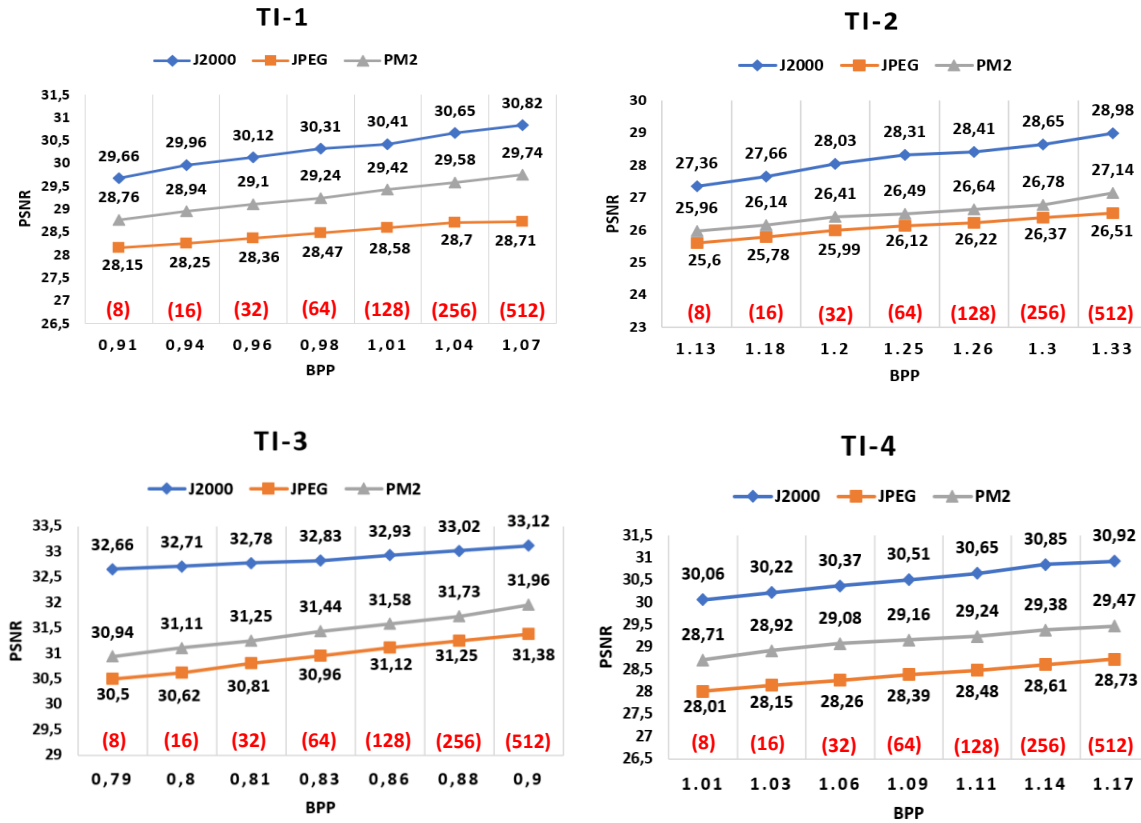 TI-1
J2000 JPEG PM2
31,5
31
30,5
30
29,5
29
28,5
28
27,5
27
26,5
PSNR
29,66 29,96 30,12 30,31 30,41 30,65 30,82
28,76 28,94 29,1 29,24 29,42 29,58 29,74
28,15 28,25 28,36 28,47 28,58 28,7 28,71
(8) (16) (32) (64) (128) (256) (512)
0,91 0,94 0,96 0,98 1,01 1,04 1,07
BPP
TI-2
J2000 JPEG PM2
30
29
28
27
26
25
24
23
PSNR
27,36 27,66 28,03 28,31 28,41 28,65 28,98
25,96 26,14 26,41 26,49 26,64 26,78 27,14
25,6 25,78 25,99 26,12 26,22 26,37 26,51
(8) (16) (32) (64) (128) (256) (512)
1.13 1.18 1.2 1.25 1.26 1.3 1.33
BPP
TI-3
J2000 JPEG PM2
33,5
33
32,5
32
31,5
31
30,5
30
29,5
29
PSNR
32,66 32,71 32,78 32,83 32,93 33,02 33,12
30,94 31,11 31,25 31,44 31,58 31,73 31,96
30,5 30,62 30,81 30,96 31,12 31,25 31,38
(8) (16) (32) (64) (128) (256) (512)
0,79 0,8 0,81 0,83 0,86 0,88 0,9
BPP
TI-4
J2000 JPEG PM2
31,5
31
30,5
30
29,5
29
28,5
28
27,5
27
26,5
PSNR
30,06 30,22 30,37 30,51 30,65 30,85 30,92
28,71 28,92 29,08 29,16 29,24 29,38 29,47
28,01 28,15 28,26 28,39 28,48 28,61 28,73
(8) (16) (32) (64) (128) (256) (512)
1.01 1.03 1.06 1.09 1.11 1.14 1.17
BPP